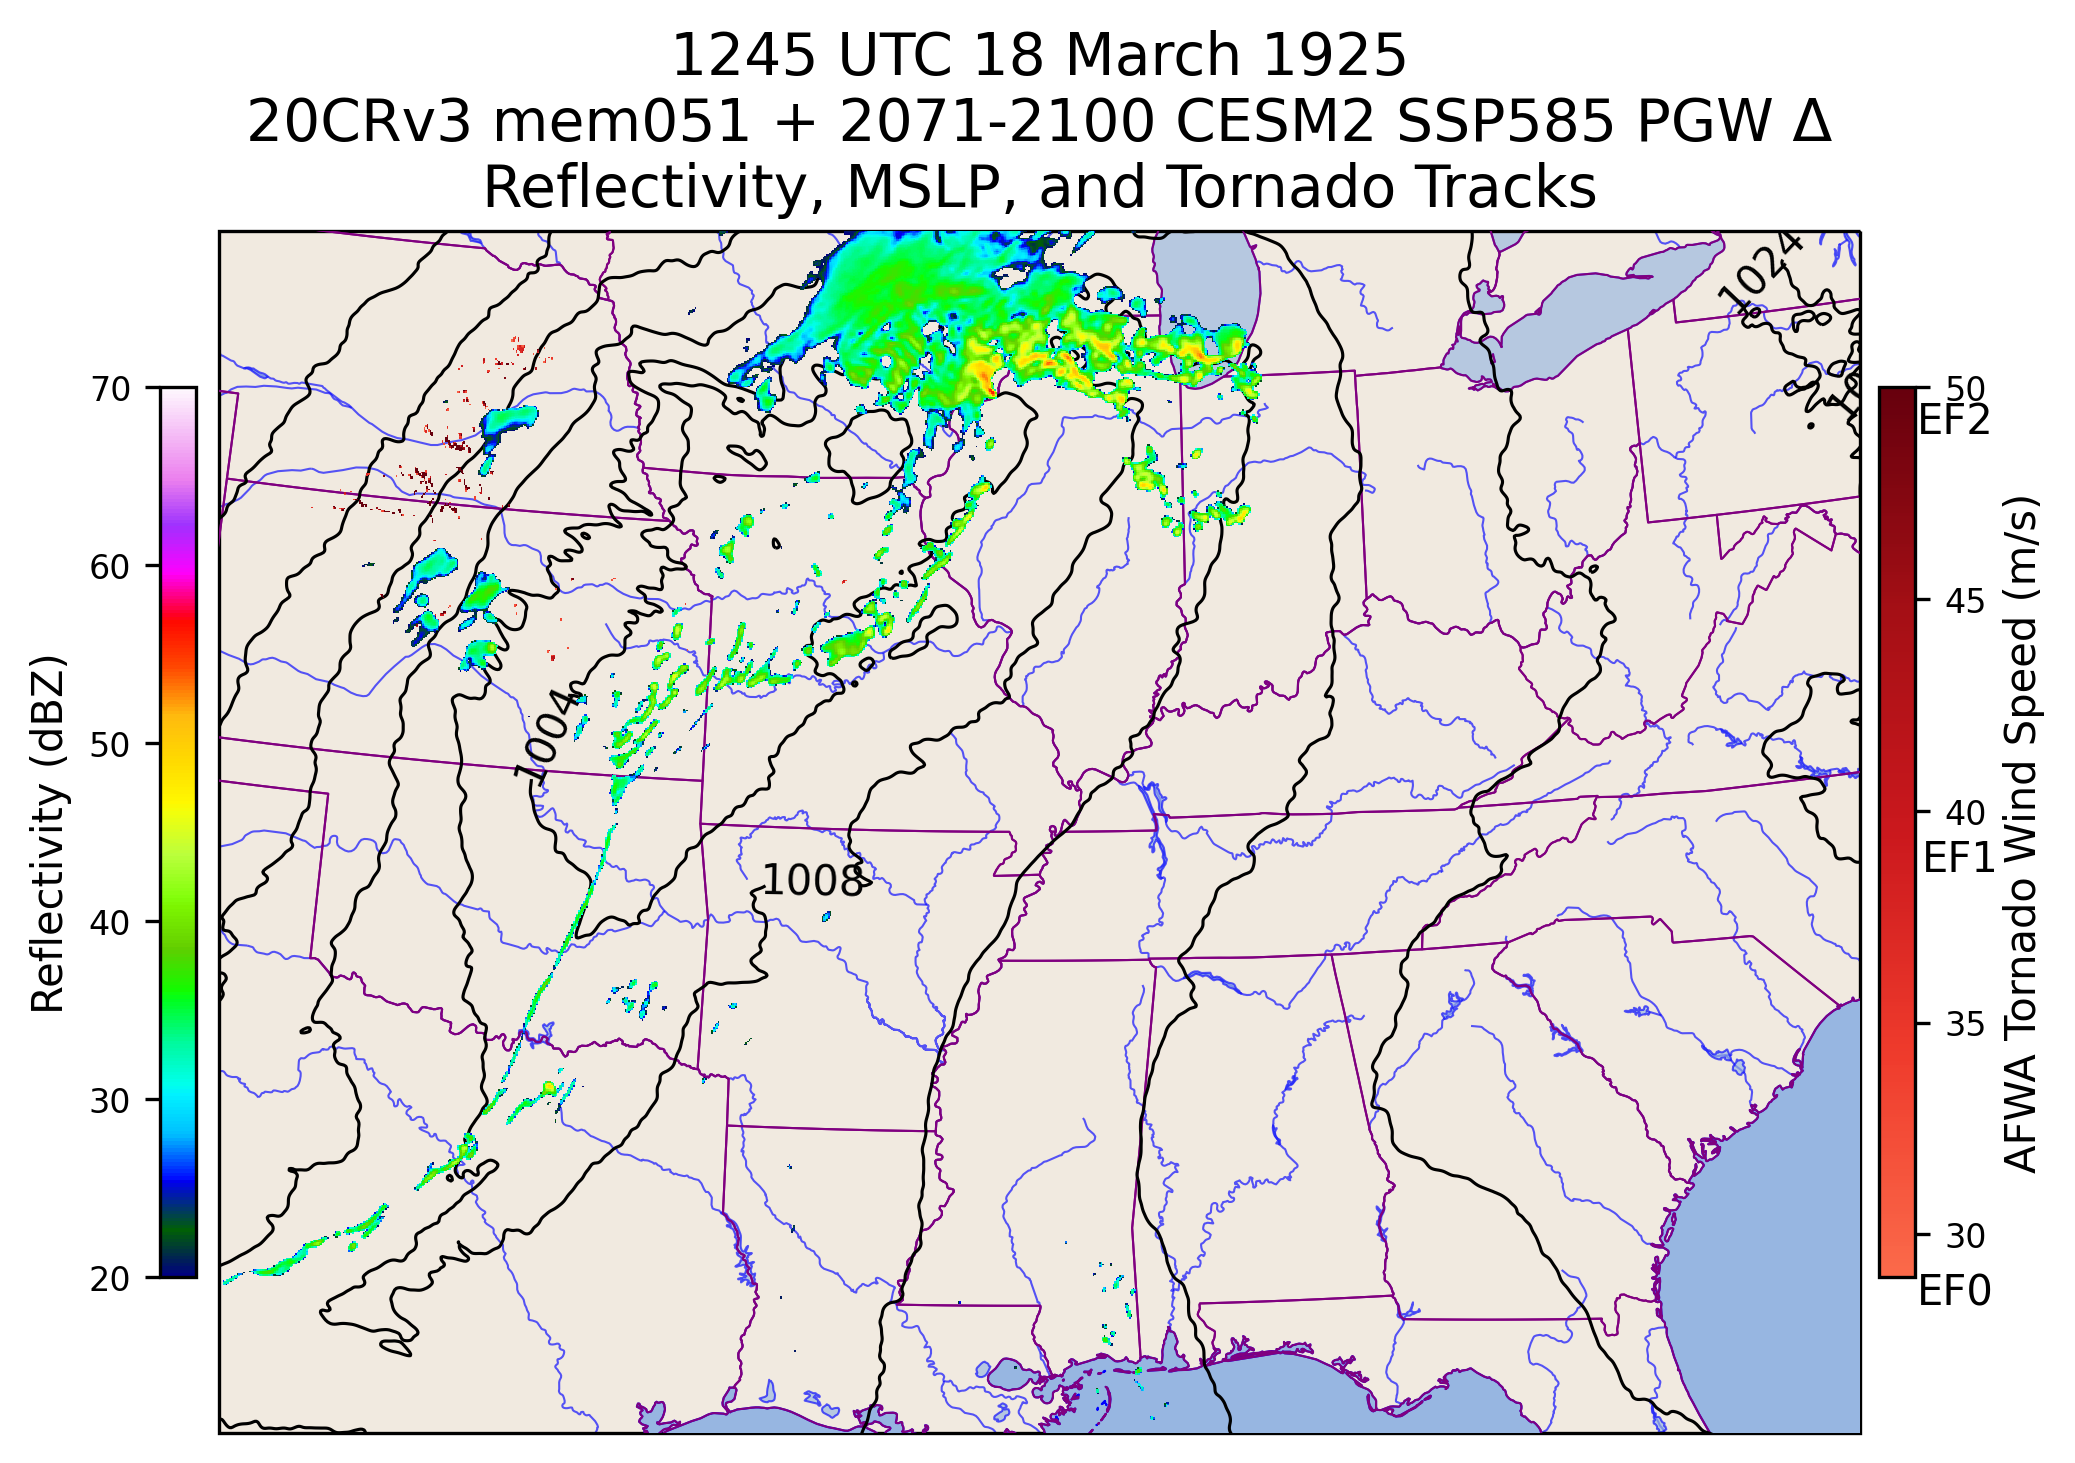 1245 UTC 18 March 1925
20CRv3 mem051 + 2071-2100 CESM2 SSP585 PGW Δ
Reflectivity, MSLP, and Tornado Tracks
70
60
50
40
30
20
Reflectivity (dBZ)
1024
1004
1008
50
EF2
45
40
EF1
35
30
EF0
AFWA Tornado Wind Speed (m/s)